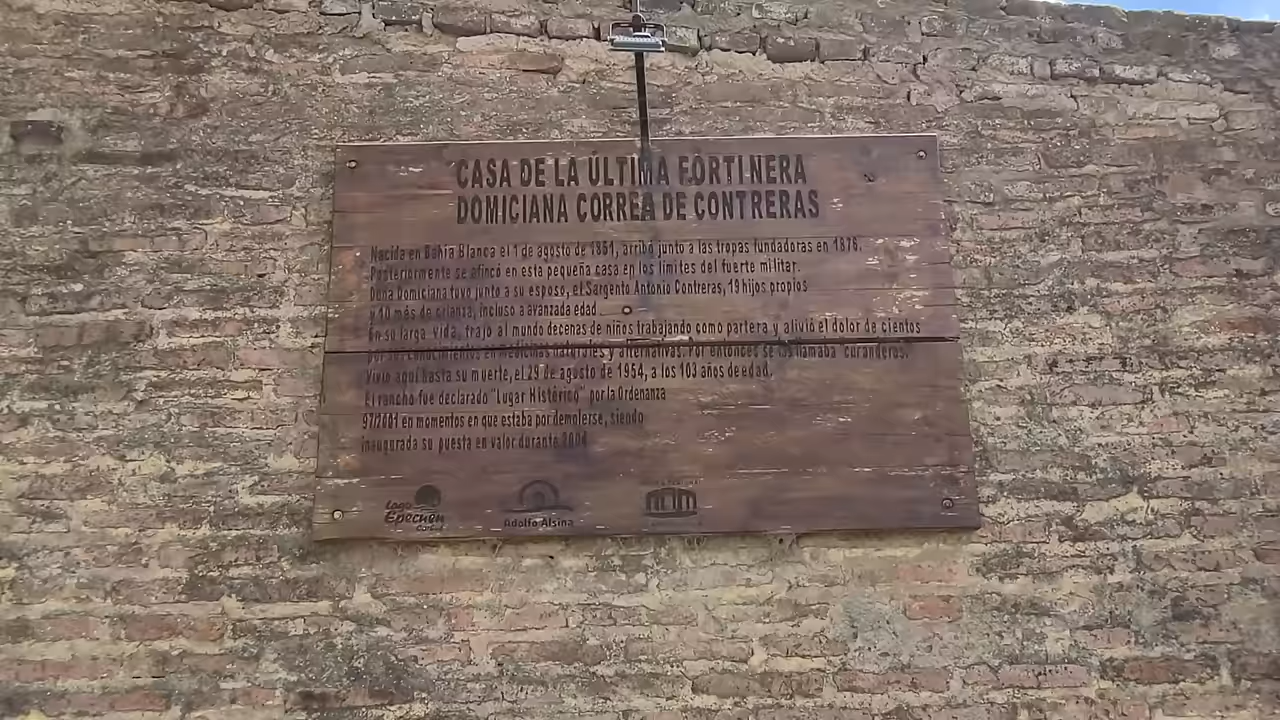 CASA DE LA ÚLTIMA FORTINERA
DOMICIANA CORREA DE CONTRERAS
Nacida en Bahía Blanca el 1 de agosto de 1851, arribó junto a las tropas fundadoras en 1876.
Posteriormente se afincó en esta pequeña casa en los límites del fuerte militar.
Doña Domiciana tuvo junto a su esposo, el Sargento Antonio Contreras, 19 hijos propios
y 10 más de crianza, incluso a avanzada edad
En su larga vida, trajo al mundo decenas de niños trabajando como partera y alivió el dolor de cientos
por sus conocimientos en medicinas naturales y alternativas. Por entonces se los llamaba "curanderos".
Vivió aquí hasta su muerte, el 29 de agosto de 1954, a los 103 años de edad.
El rancho fue declarado "Lugar Histórico" por la Ordenanza
97/2001 en momentos en que estaba por demolerse, siendo
inaugurada su puesta en valor durante 2004
Lago
Epecuén
Carhué
Adolfo Alsina